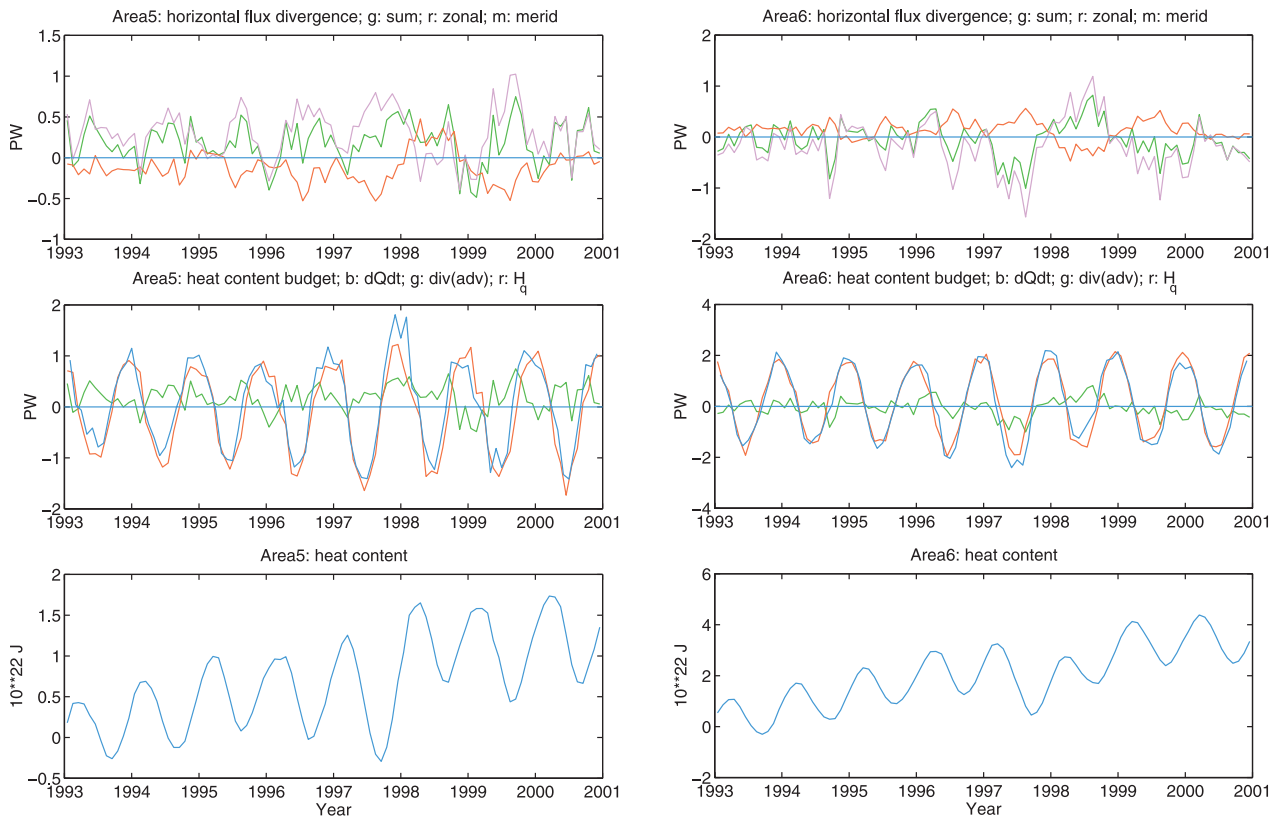 Area5: horizontal flux divergence; g: sum; r: zonal; m: merid
1.5
1
0.5
0
−0.5
−1
PW
1993 1994 1995 1996 1997 1998 1999 2000 2001
Area6: horizontal flux divergence; g: sum; r: zonal; m: merid
2
1
0
−1
−2
PW
1993 1994 1995 1996 1997 1998 1999 2000 2001
Area5: heat content budget; b: dQdt; g: div(adv); r: H_q
2
1
0
−1
−2
PW
1993 1994 1995 1996 1997 1998 1999 2000 2001
Area6: heat content budget; b: dQdt; g: div(adv); r: H_q
4
2
0
−2
−4
PW
1993 1994 1995 1996 1997 1998 1999 2000 2001
Area5: heat content
2
1.5
1
0.5
0
−0.5
10**22 J
1993 1994 1995 1996 1997 1998 1999 2000 2001
Year
Area6: heat content
6
4
2
0
−2
10**22 J
1993 1994 1995 1996 1997 1998 1999 2000 2001
Year